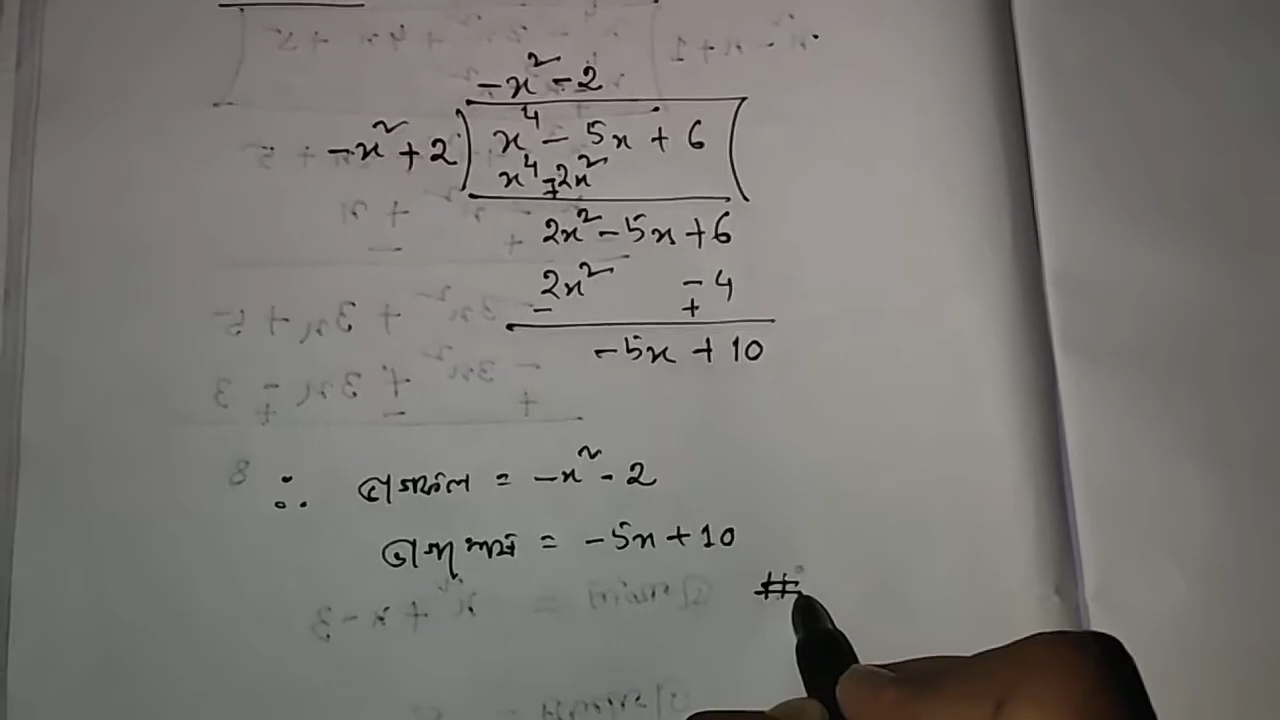 -x² - 2
-x² + 2) x⁴ - 5x + 6 (
x⁴ - 2x²
+
2x² - 5x + 6
2x² - 4
- +
-5x + 10
∴ ভাগফল = -x² - 2
ভাগশেষ = -5x + 10
#